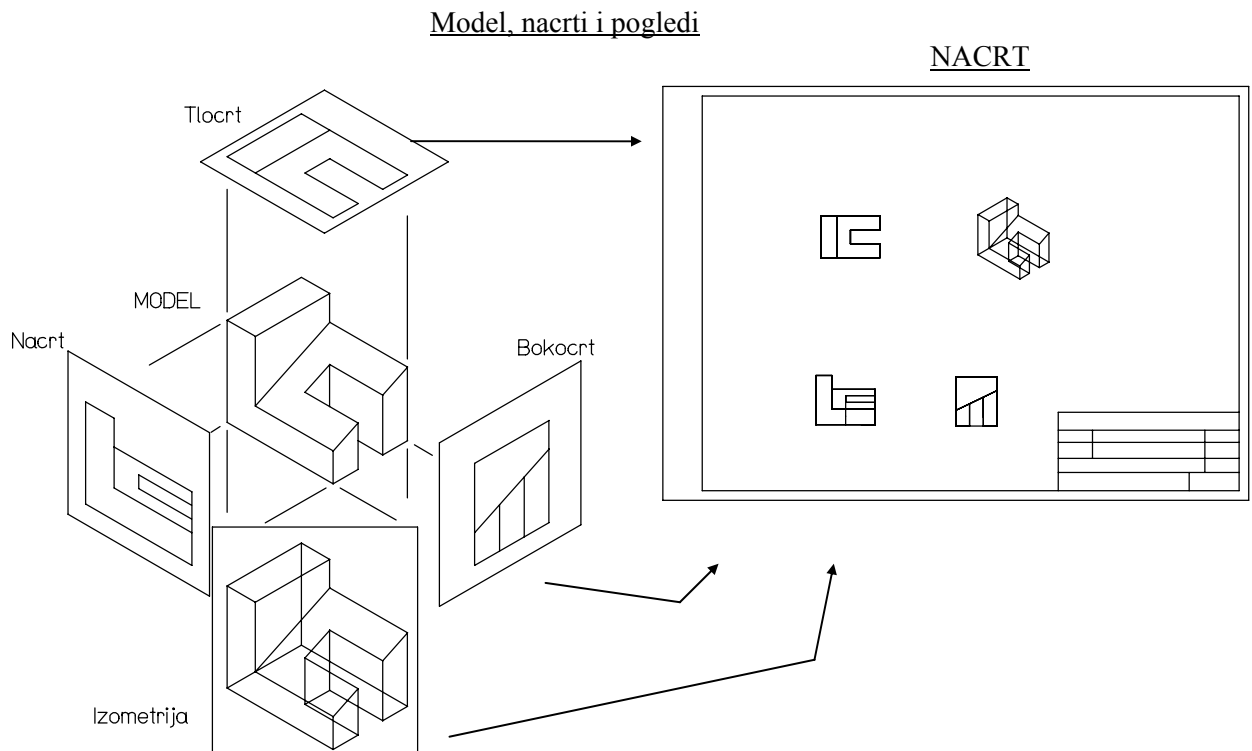 Model, nacrti i pogledi
NACRT
Tlocrt
MODEL
Nacrt
Bokocrt
Izometrija